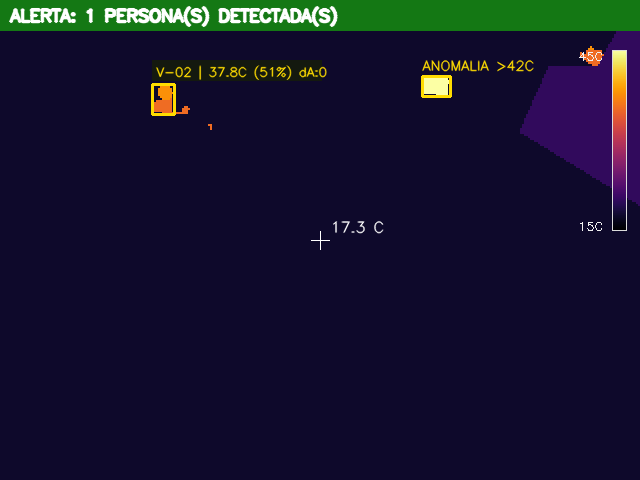 ALERTA: 1 PERSONA(S) DETECTADA(S)
V-02 | 37.8C (51%) dA:0
ANOMALIA >42C
45C
17.3 C
15C